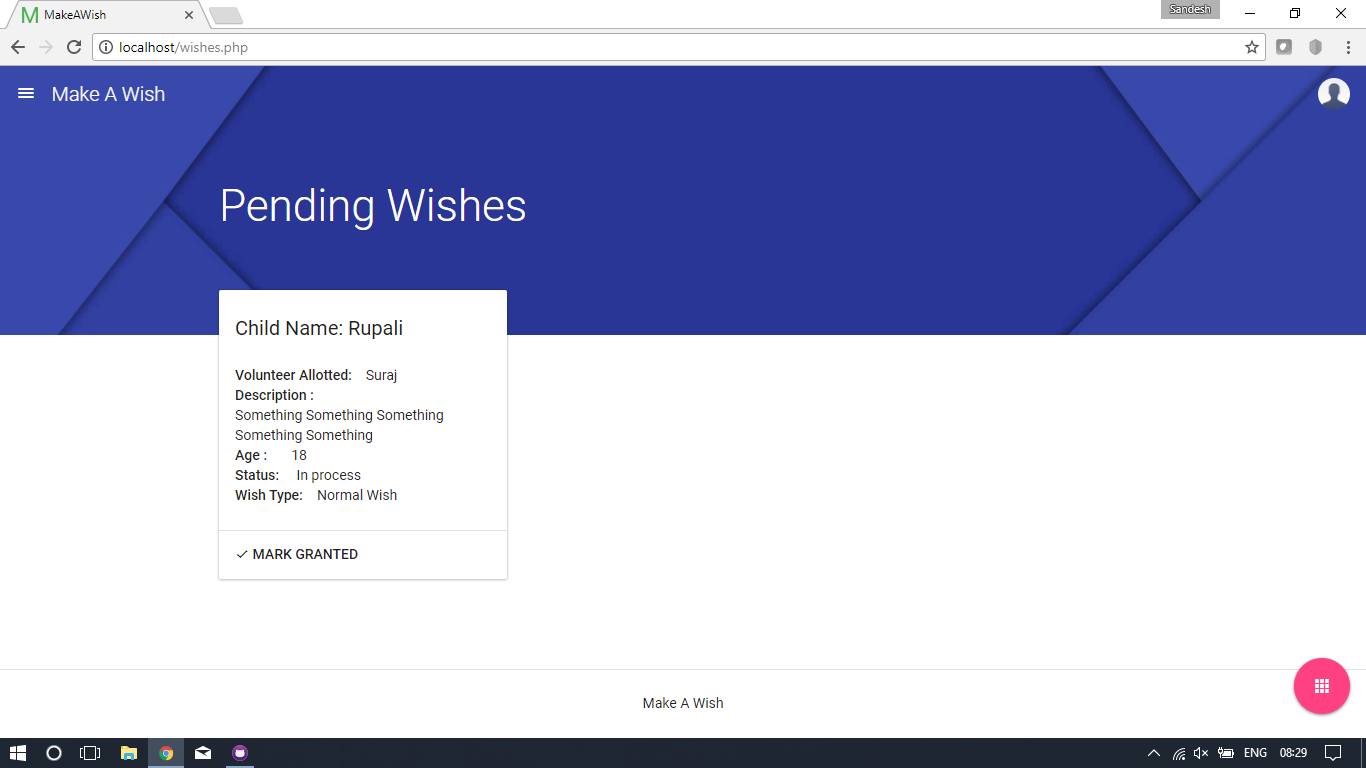 MakeAWish
Sandesh
localhost/wishes.php
Make A Wish
Pending Wishes
Child Name: Rupali
Volunteer Allotted: Suraj
Description :
Something Something Something
Something Something
Age : 18
Status: In process
Wish Type: Normal Wish
MARK GRANTED
Make A Wish
ENG 08:29